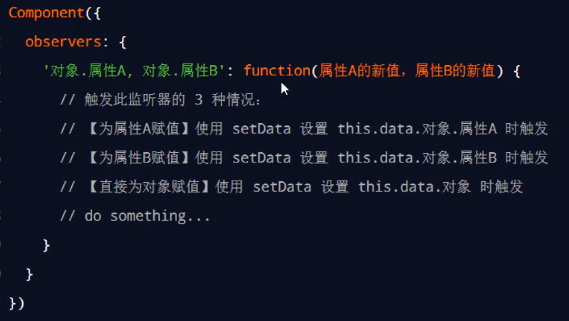 Component({
observers: {
'对象.属性A, 对象.属性B': function(属性A的新值，属性B的新值) {
// 触发此监听器的 3 种情况：
// 【为属性A赋值】使用 setData 设置 this.data.对象.属性A 时触发
// 【为属性B赋值】使用 setData 设置 this.data.对象.属性B 时触发
// 【直接为对象赋值】使用 setData 设置 this.data.对象 时触发
// do something...
}
}
})